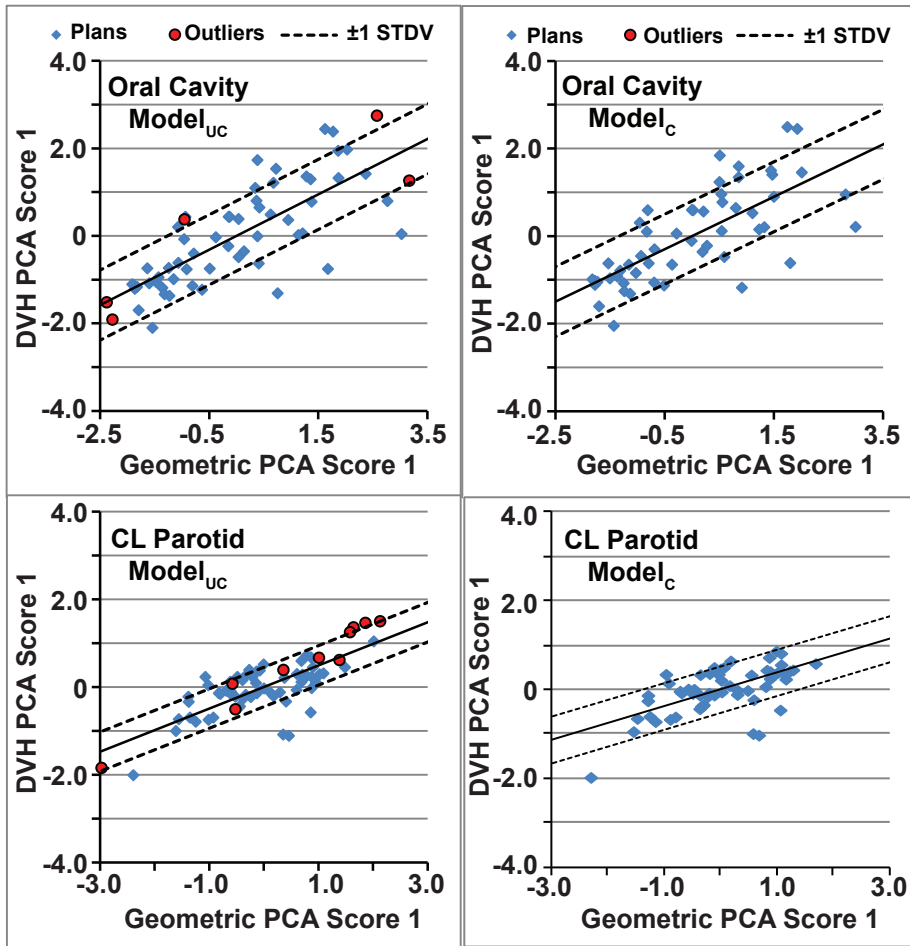 Plans Outliers ±1 STDV
4.0
2.0
0
-2.0
-4.0
DVH PCA Score 1
Oral Cavity
Model_UC
-2.5 -0.5 1.5 3.5
Geometric PCA Score 1
Plans Outliers ±1 STDV
4.0
2.0
0
-2.0
-4.0
DVH PCA Score 1
Oral Cavity
Model_C
-2.5 -0.5 1.5 3.5
Geometric PCA Score 1
4.0
2.0
0
-2.0
-4.0
DVH PCA Score 1
CL Parotid
Model_UC
-3.0 -1.0 1.0 3.0
Geometric PCA Score 1
4.0
2.0
0
-2.0
-4.0
DVH PCA Score 1
CL Parotid
Model_C
-3.0 -1.0 1.0 3.0
Geometric PCA Score 1